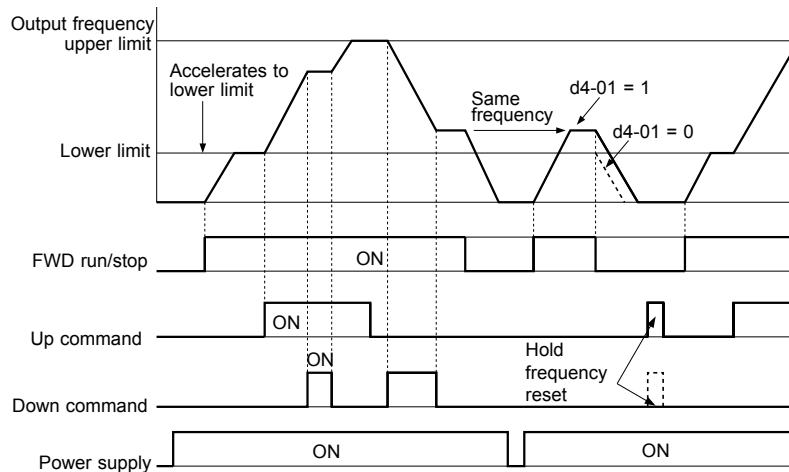 Output frequency
upper limit
Accelerates to
lower limit
Same
frequency
d4-01 = 1
d4-01 = 0
Lower limit
FWD run/stop
ON
Up command
ON
ON
Hold
frequency
reset
Down command
Power supply
ON
ON